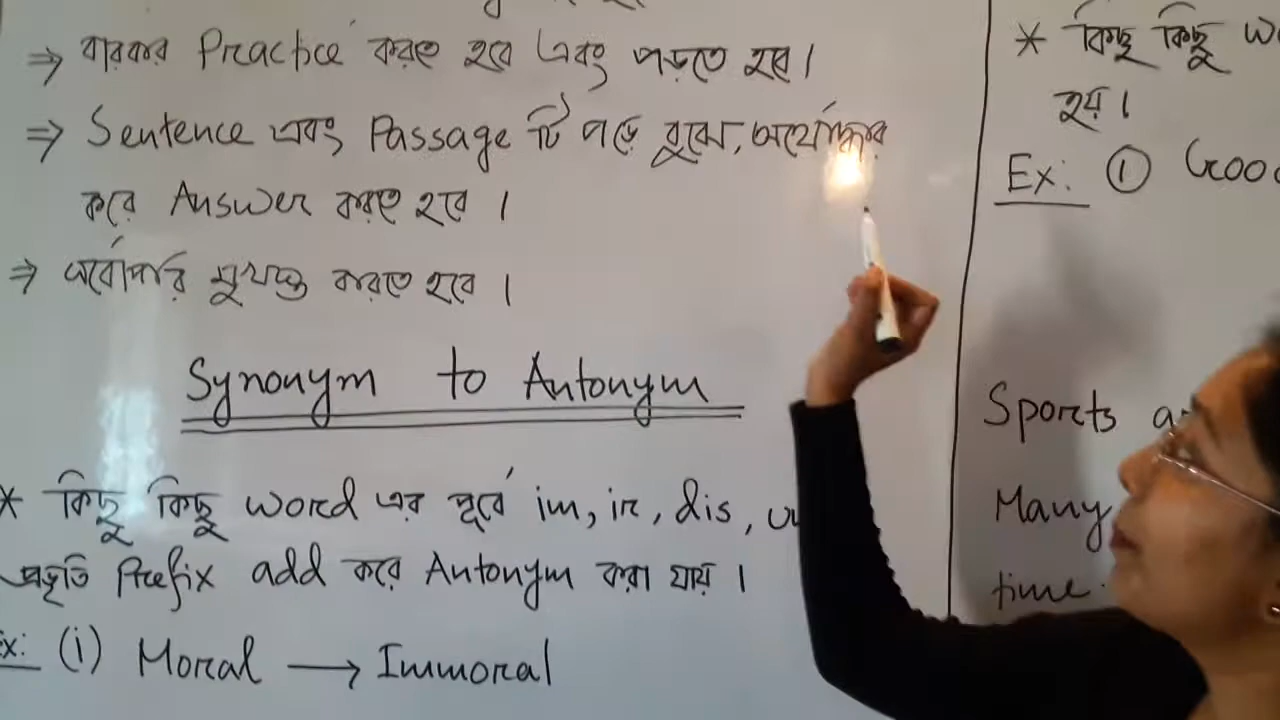 ⇒ বারবার Practice করতে হবে এবং পড়তে হবে।
⇒ Sentence এবং Passage টি পড়ে বুঝে, অর্থোদ্ধার
করে Answer করতে হবে।
⇒ সর্বোপরি মুখস্ত করতে হবে।
Synonym to Antonym
* কিছু কিছু word এর পূর্বে im, ir, dis,
প্রভৃতি Prefix add করে Antonym করা যায়।
Ex: (i) Moral → Immoral
* কিছু কিছু
হয়।
Ex: ①
Sports
Many
time.